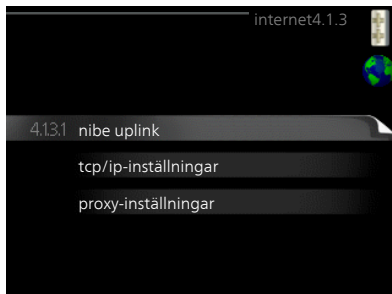 internet4.1.3
4.1.3.1 nibe uplink
tcp/ip-inställningar
proxy-inställningar